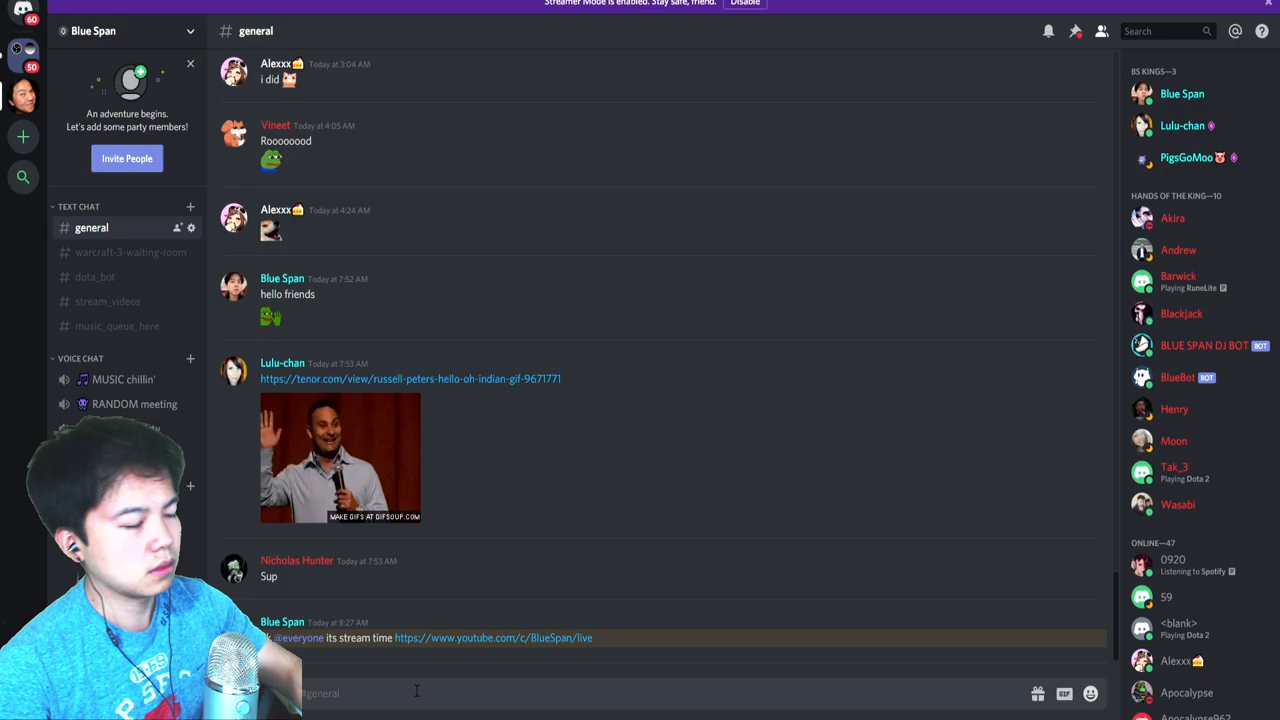 Streamer Mode is enabled. Stay safe, friend.
Disable
60
50
Blue Span
general
Search
An adventure begins.
Let's add some party members!
Invite People
TEXT CHAT
general
warcraft-3-waiting-room
dota_bot
stream_videos
music_queue_here
VOICE CHAT
MUSIC chillin'
RANDOM meeting
Alexxx Today at 3:04 AM
i did
Vineet Today at 4:05 AM
Roooooood
Alexxx Today at 4:24 AM
Blue Span Today at 7:52 AM
hello friends
Lulu-chan Today at 7:53 AM
https://tenor.com/view/russell-peters-hello-oh-indian-gif-9671771
MAKE GIFS AT GIFSOUP.COM
Nicholas Hunter Today at 7:53 AM
Sup
Blue Span Today at 8:27 AM
@everyone its stream time https://www.youtube.com/c/BlueSpan/live
#general
GIF
BS KINGS—3
Blue Span
Lulu-chan
PigsGoMoo
HANDS OF THE KING—10
Akira
Andrew
Barwick
Playing RuneLite
Blackjack
BLUE SPAN DJ BOT BOT
BlueBot BOT
Henry
Moon
Tak_3
Playing Dota 2
Wasabi
ONLINE—47
0920
Listening to Spotify
59
<blank>
Playing Dota 2
Alexxx
Apocalypse
Apocalypse962